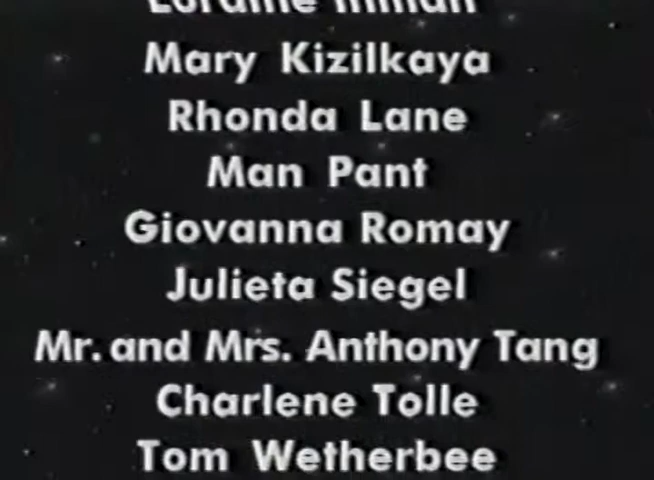 Mary Kizilkaya
Rhonda Lane
Man Pant
Giovanna Romay
Julieta Siegel
Mr. and Mrs. Anthony Tang
Charlene Tolle
Tom Wetherbee